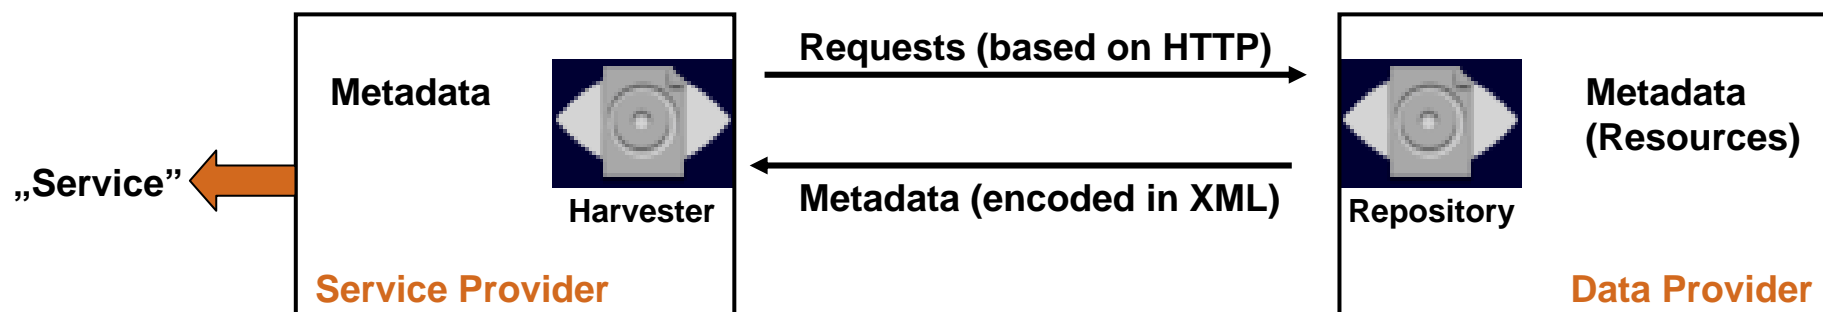 Requests (based on HTTP)
Metadata
Metadata
(Resources)
„Service”
Metadata (encoded in XML)
Harvester
Repository
Service Provider
Data Provider